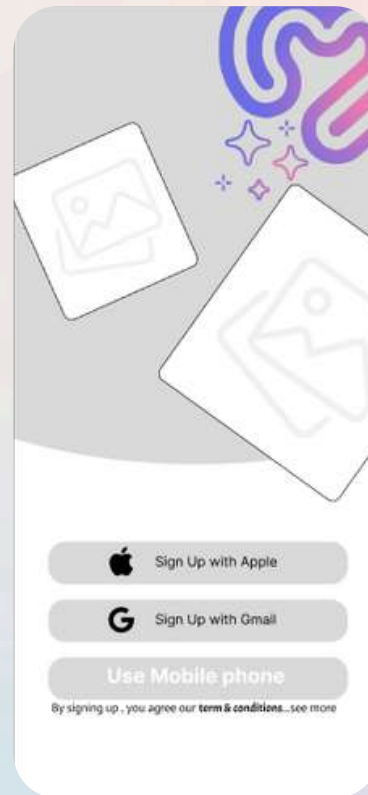 Sign Up with Apple
Sign Up with Gmail
Use Mobile phone
By signing up , you agree our term & conditions...see more